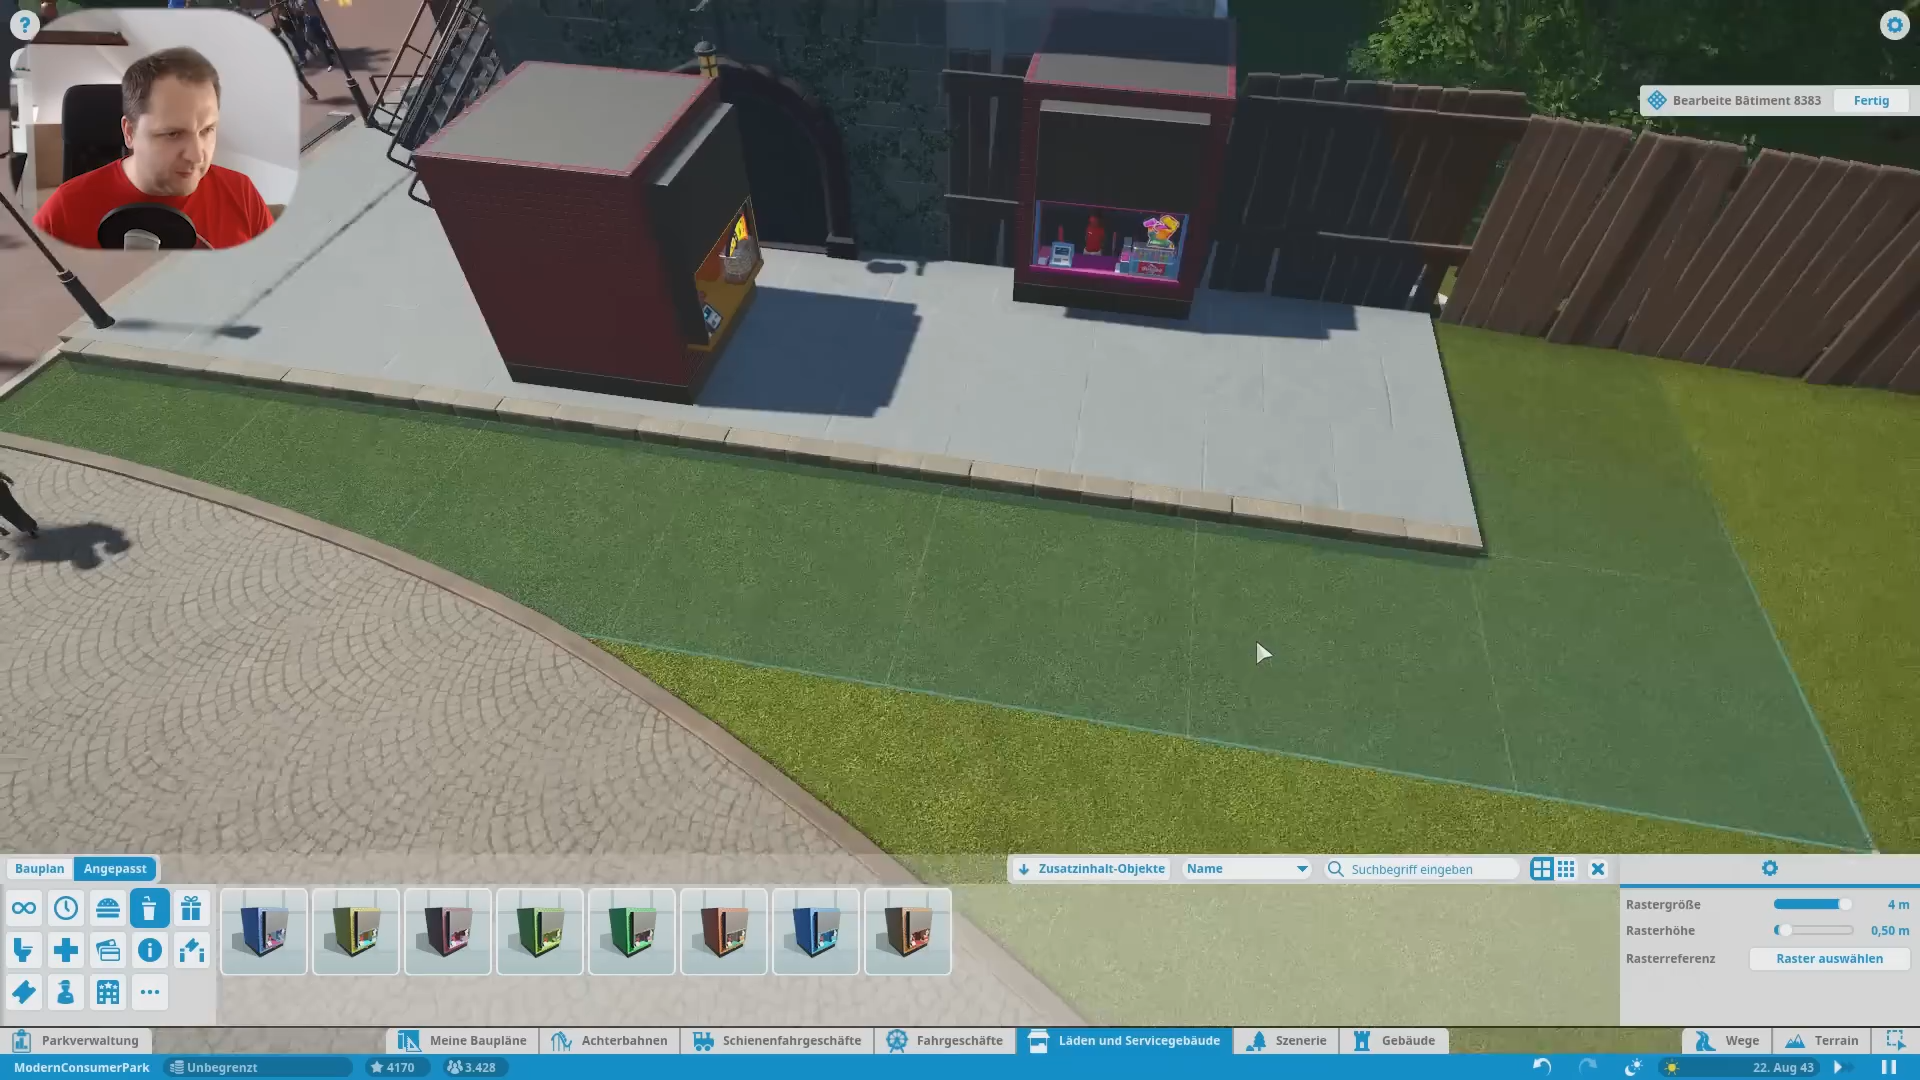 ?
Bearbeite Bâtiment 8383
Fertig
Bauplan
Angepasst
Zusatzinhalt-Objekte
Name
Suchbegriff eingeben
Rastergröße
4 m
Rasterhöhe
0,50 m
Rasterreferenz
Raster auswählen
Parkverwaltung
Meine Baupläne
Achterbahnen
Schienenfahrgeschäfte
Fahrgeschäfte
Läden und Servicegebäude
Szenerie
Gebäude
Wege
Terrain
ModernConsumerPark
Unbegrenzt
4170
3.428
22. Aug 43